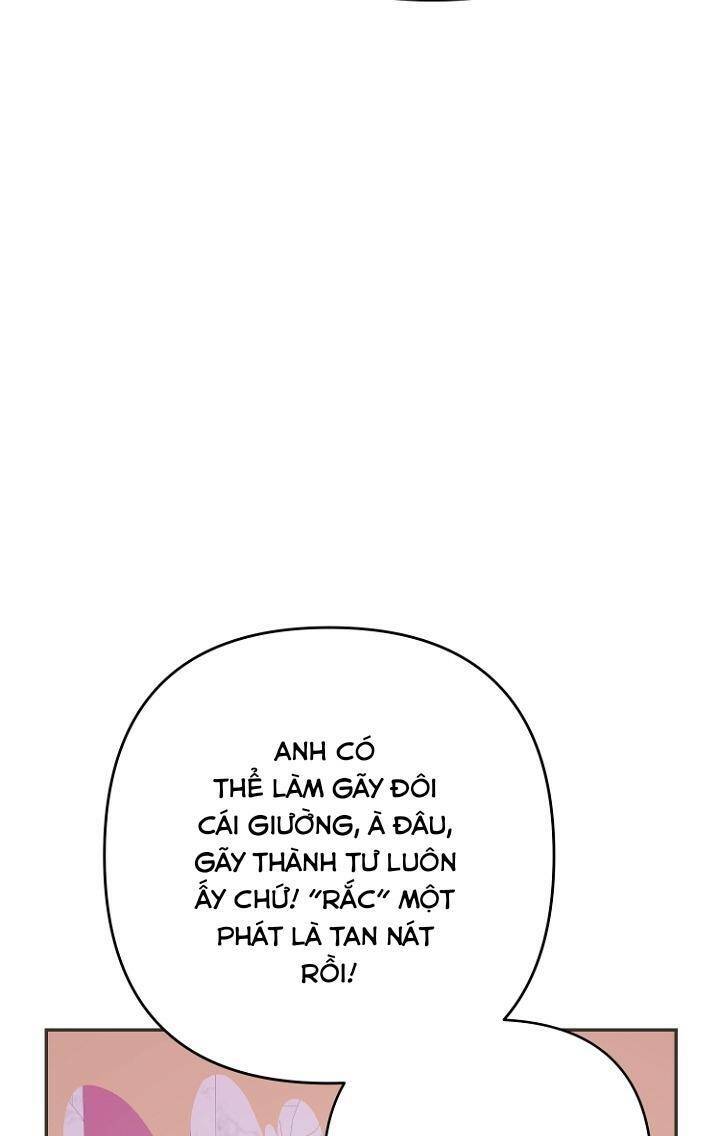 ANH CÓ
THỂ LÀM GÃY ĐÔI
CÁI GIƯỜNG, À ĐÂU,
GÃY THÀNH TƯ LUÔN
ẤY CHỨ! "RẮC" MỘT
PHÁT LÀ TAN NÁT
RỒI!